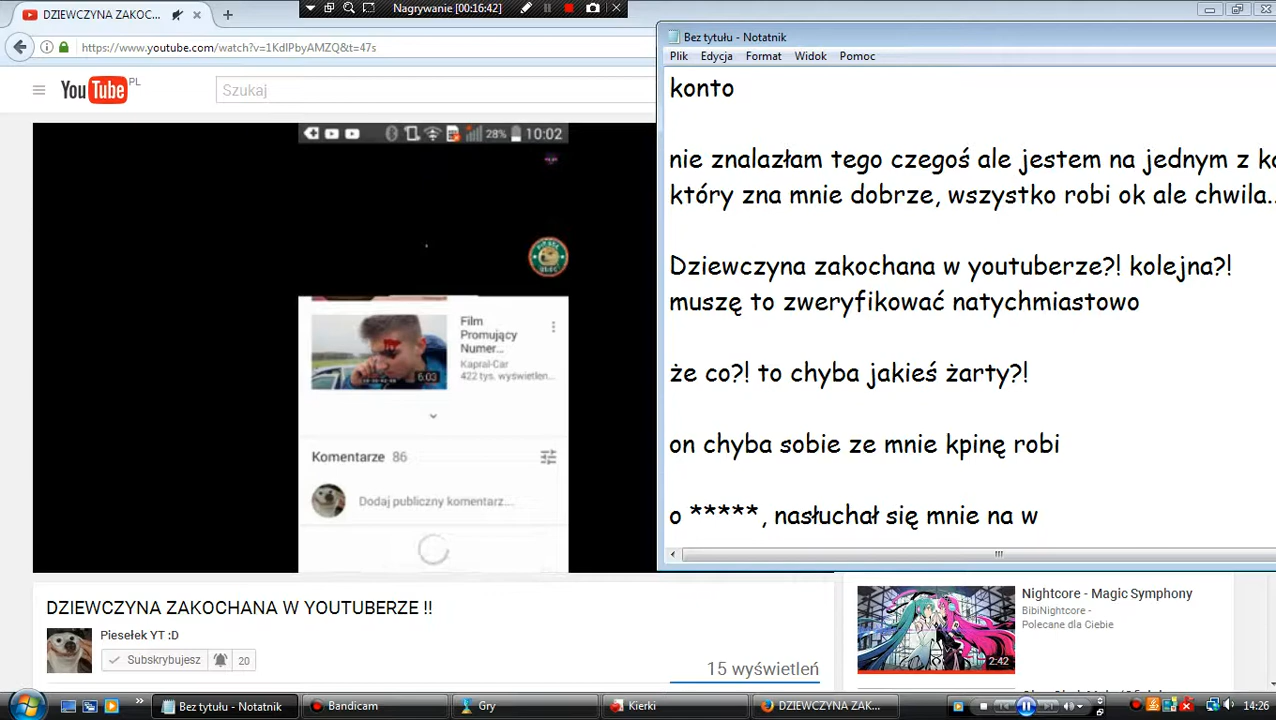 DZIEWCZYNA ZAKOC...
Nagrywanie [00:16:42]
https://www.youtube.com/watch?v=1KdlPbyAMZQ&t=47s
YouTube PL
Szukaj
Bez tytułu - Notatnik
Plik Edycja Format Widok Pomoc
konto
nie znalazłam tego czegoś ale jestem na jednym z
który zna mnie dobrze, wszystko robi ok ale chwila..
Dziewczyna zakochana w youtuberze?! kolejna?!
muszę to zweryfikować natychmiastowo
że co?! to chyba jakieś żarty?!
on chyba sobie ze mnie kpinę robi
o *****, nasłuchał się mnie na w
28% 10:02
Film
Promujący
Numer...
Kapral-Car
422 tys. wyświetlen...
6:03
Komentarze 86
Dodaj publiczny komentarz...
DZIEWCZYNA ZAKOCHANA W YOUTUBERZE !!
Piesełek YT :D
Subskrybujesz 20
15 wyświetleń
Nightcore - Magic Symphony
BibiNightcore -
Polecane dla Ciebie
2:42
Bez tytułu - Notatnik
Bandicam
Gry
Kierki
DZIEWCZYNA ZAK...
14:26